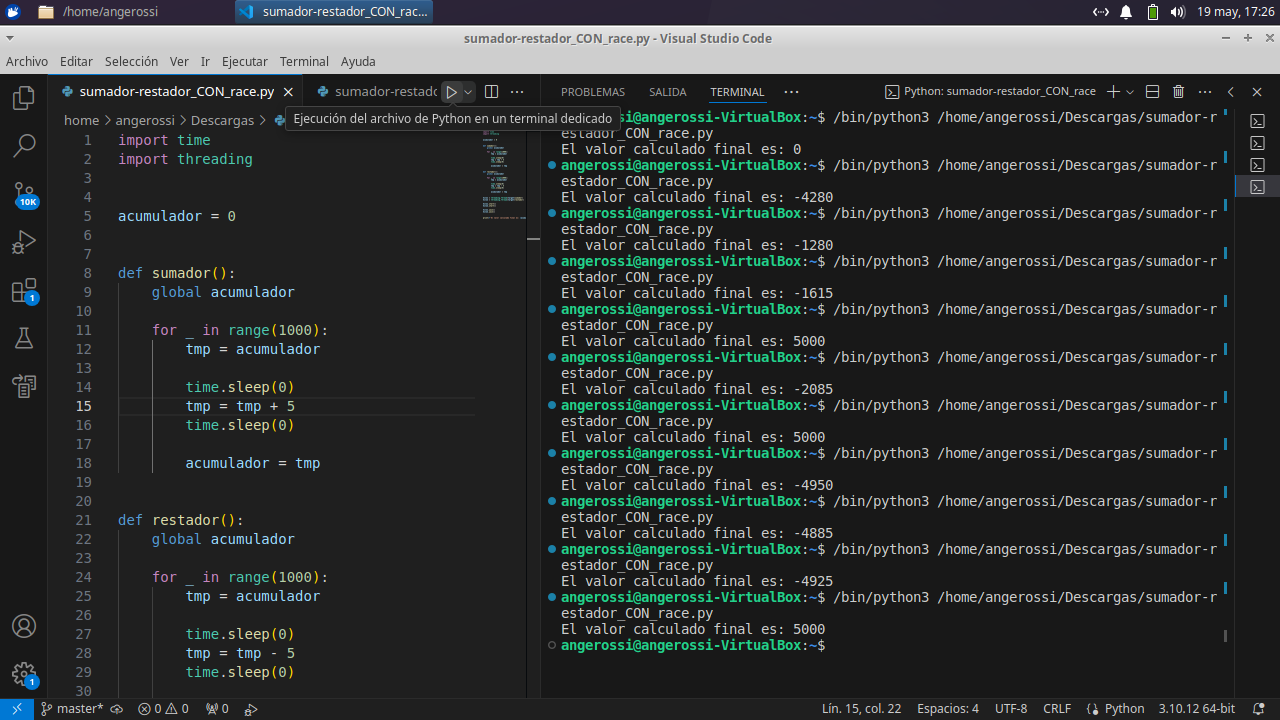 /home/angerossi
sumador-restador_CON_rac...
19 may, 17:26
sumador-restador_CON_race.py - Visual Studio Code
Archivo Editar Selección Ver Ir Ejecutar Terminal Ayuda
sumador-restador_CON_race.py
sumador-restado
PROBLEMAS SALIDA TERMINAL ...
Python: sumador-restador_CON_race
home > angerossi > Descargas >
Ejecución del archivo de Python en un terminal dedicado
10K
1
1
1 import time
2 import threading
3
4
5 acumulador = 0
6
7
8 def sumador():
9 global acumulador
10
11 for _ in range(1000):
12 tmp = acumulador
13
14 time.sleep(0)
15 tmp = tmp + 5
16 time.sleep(0)
17
18 acumulador = tmp
19
20
21 def restador():
22 global acumulador
23
24 for _ in range(1000):
25 tmp = acumulador
26
27 time.sleep(0)
28 tmp = tmp - 5
29 time.sleep(0)
30
ssi@angerossi-VirtualBox:~$ /bin/python3 /home/angerossi/Descargas/sumador-r
estador_CON_race.py
El valor calculado final es: 0
angerossi@angerossi-VirtualBox:~$ /bin/python3 /home/angerossi/Descargas/sumador-r
estador_CON_race.py
El valor calculado final es: -4280
angerossi@angerossi-VirtualBox:~$ /bin/python3 /home/angerossi/Descargas/sumador-r
estador_CON_race.py
El valor calculado final es: -1280
angerossi@angerossi-VirtualBox:~$ /bin/python3 /home/angerossi/Descargas/sumador-r
estador_CON_race.py
El valor calculado final es: -1615
angerossi@angerossi-VirtualBox:~$ /bin/python3 /home/angerossi/Descargas/sumador-r
estador_CON_race.py
El valor calculado final es: 5000
angerossi@angerossi-VirtualBox:~$ /bin/python3 /home/angerossi/Descargas/sumador-r
estador_CON_race.py
El valor calculado final es: -2085
angerossi@angerossi-VirtualBox:~$ /bin/python3 /home/angerossi/Descargas/sumador-r
estador_CON_race.py
El valor calculado final es: 5000
angerossi@angerossi-VirtualBox:~$ /bin/python3 /home/angerossi/Descargas/sumador-r
estador_CON_race.py
El valor calculado final es: -4950
angerossi@angerossi-VirtualBox:~$ /bin/python3 /home/angerossi/Descargas/sumador-r
estador_CON_race.py
El valor calculado final es: -4885
angerossi@angerossi-VirtualBox:~$ /bin/python3 /home/angerossi/Descargas/sumador-r
estador_CON_race.py
El valor calculado final es: -4925
angerossi@angerossi-VirtualBox:~$ /bin/python3 /home/angerossi/Descargas/sumador-r
estador_CON_race.py
El valor calculado final es: 5000
angerossi@angerossi-VirtualBox:~$
master* 0 0 0 Lín. 15, col. 22 Espacios: 4 UTF-8 CRLF Python 3.10.12 64-bit